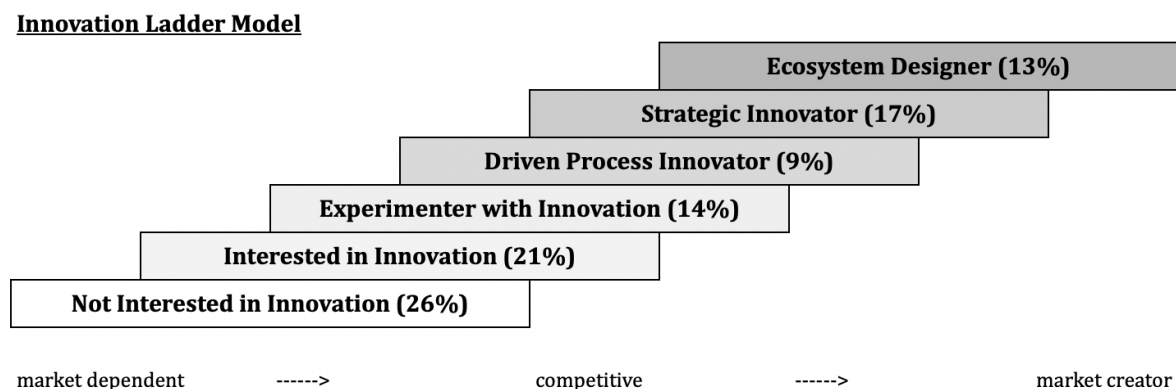 Innovation Ladder Model
Ecosystem Designer (13%)
Strategic Innovator (17%)
Driven Process Innovator (9%)
Experimenter with Innovation (14%)
Interested in Innovation (21%)
Not Interested in Innovation (26%)
market dependent ------> competitive ------> market creator